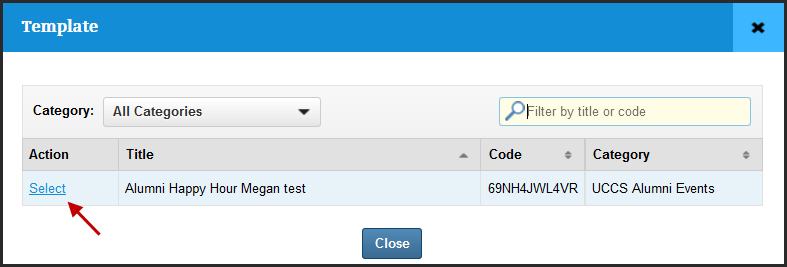 Template
Category: All Categories Filter by title or code
Action Title Code Category
Select Alumni Happy Hour Megan test 69NH4JWL4VR UCCS Alumni Events
Close